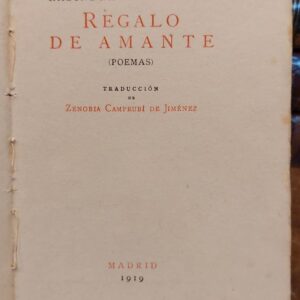 REGALO
DE AMANTE
(POEMAS)
TRADUCCIÓN
DE
ZENOBIA CAMPRUBÍ DE JIMÉNEZ
MADRID
1919